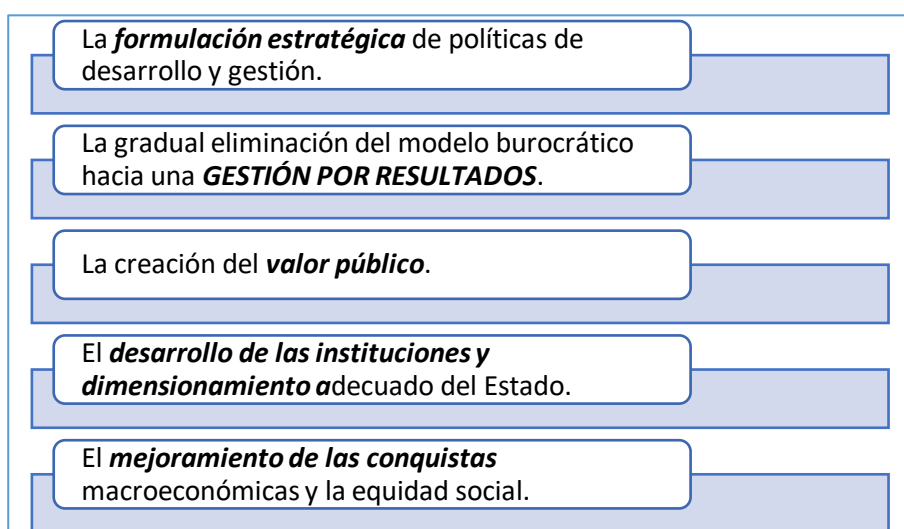 La formulación estratégica de políticas de
desarrollo y gestión.
La gradual eliminación del modelo burocrático
hacia una GESTIÓN POR RESULTADOS.
La creación del valor público.
El desarrollo de las instituciones y
dimensionamiento adecuado del Estado.
El mejoramiento de las conquistas
macroeconómicas y la equidad social.